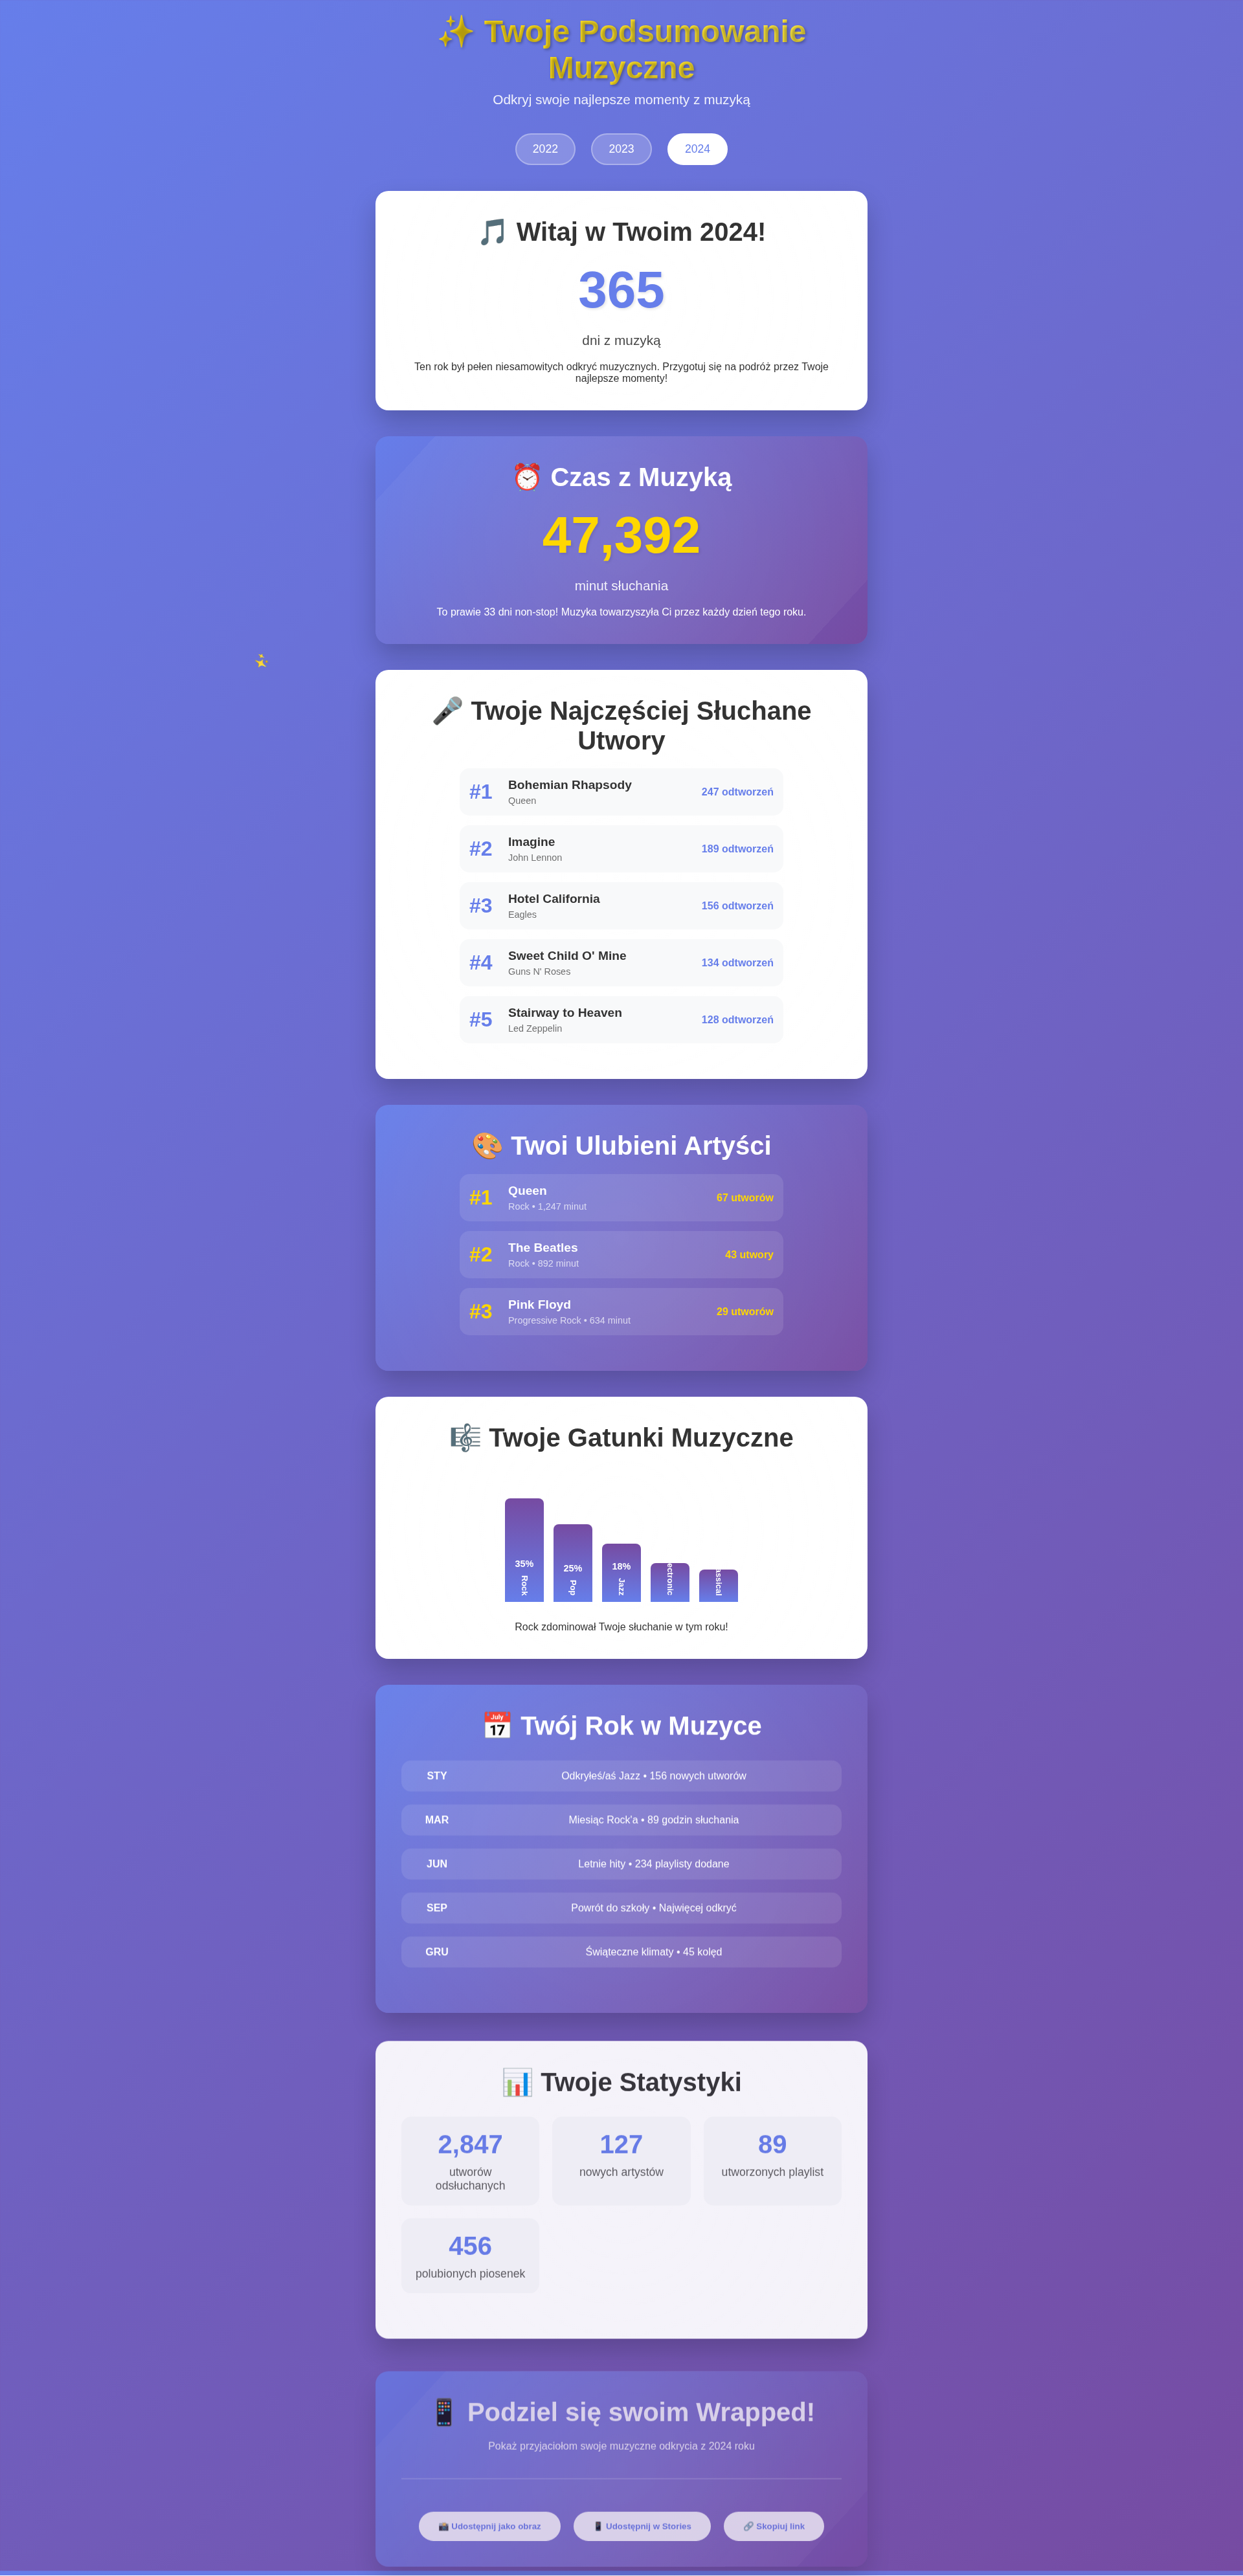 ✨ Twoje Podsumowanie
Muzyczne
Odkryj swoje najlepsze momenty z muzyką
2022 2023 2024
🎵 Witaj w Twoim 2024!
365
dni z muzyką
Ten rok był pełen niesamowitych odkryć muzycznych. Przygotuj się na podróż przez Twoje
najlepsze momenty!
⏰ Czas z Muzyką
47,392
minut słuchania
To prawie 33 dni non-stop! Muzyka towarzyszyła Ci przez każdy dzień tego roku.
🎤 Twoje Najczęściej Słuchane
Utwory
#1 Bohemian Rhapsody 247 odtworzeń
Queen
#2 Imagine 189 odtworzeń
John Lennon
#3 Hotel California 156 odtworzeń
Eagles
#4 Sweet Child O' Mine 134 odtworzeń
Guns N' Roses
#5 Stairway to Heaven 128 odtworzeń
Led Zeppelin
🎨 Twoi Ulubieni Artyści
#1 Queen 67 utworów
Rock • 1,247 minut
#2 The Beatles 43 utwory
Rock • 892 minut
#3 Pink Floyd 29 utworów
Progressive Rock • 634 minut
🎼 Twoje Gatunki Muzyczne
35% 25% 18%
Rock Pop Jazz ectronic assical
Rock zdominował Twoje słuchanie w tym roku!
📅 Twój Rok w Muzyce
STY Odkryłeś/aś Jazz • 156 nowych utworów
MAR Miesiąc Rock'a • 89 godzin słuchania
JUN Letnie hity • 234 playlisty dodane
SEP Powrót do szkoły • Najwięcej odkryć
GRU Świąteczne klimaty • 45 kolęd
📊 Twoje Statystyki
2,847 127 89
utworów nowych artystów utworzonych playlist
odsłuchanych
456
polubionych piosenek
📱 Podziel się swoim Wrapped!
Pokaż przyjaciołom swoje muzyczne odkrycia z 2024 roku
📸 Udostępnij jako obraz 📱 Udostępnij w Stories 🔗 Skopiuj link